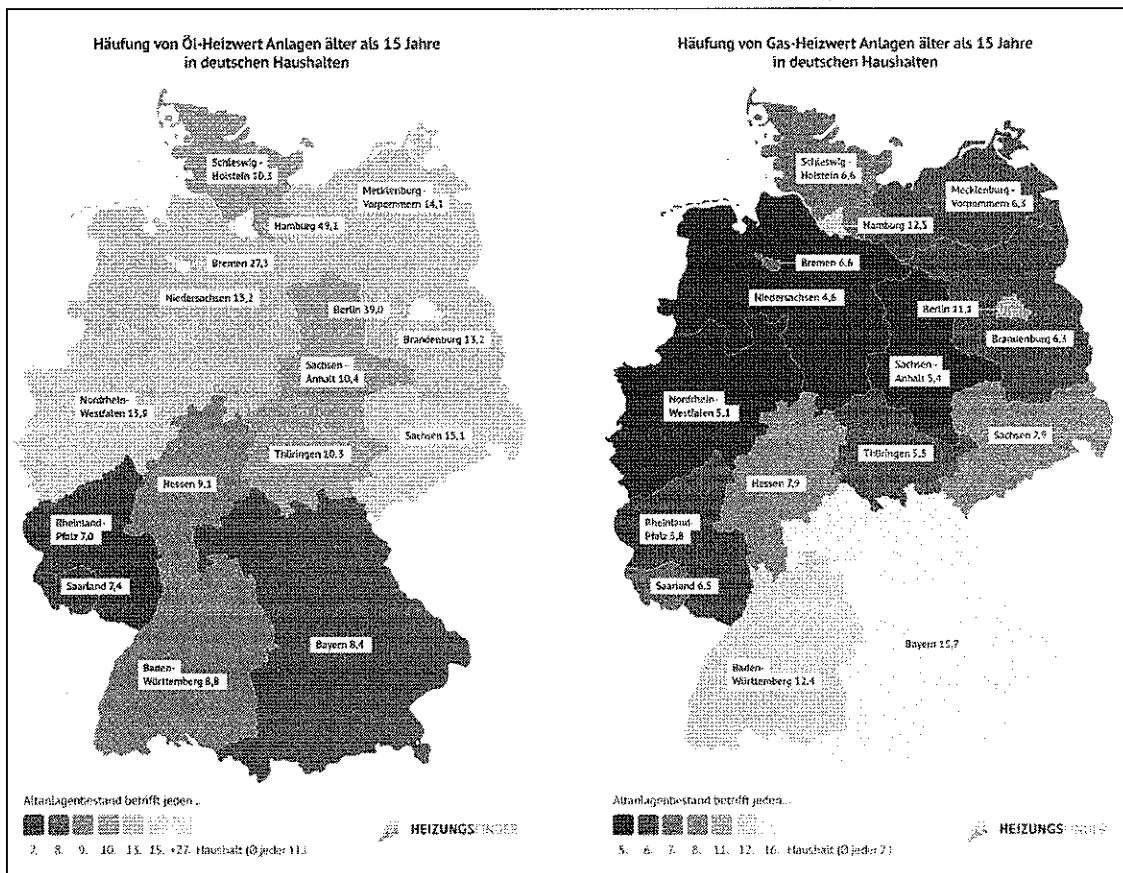 Häufung von Öl-Heizwert Anlagen älter als 15 Jahre
in deutschen Haushalten
Schleswig -
Holstein 10,3
Mecklenburg -
Vorpommern 14,1
Hamburg 49,1
Bremen 27,3
Niedersachsen 13,2
Berlin 39,0
Brandenburg 13,2
Sachsen -
Anhalt 10,4
Nordrhein-
Westfalen 13,9
Sachsen 15,1
Thüringen 10,3
Hessen 9,1
Rheinland-
Pfalz 7,0
Saarland 7,4
Bayern 8,4
Baden-
Württemberg 8,8
Altanlagenbestand betrifft jeden ..
7. 8. 9. 10. 13. 15. +27. Haushalt (Ø jeder 11.)
HEIZUNGSFINDER
Häufung von Gas-Heizwert Anlagen älter als 15 Jahre
in deutschen Haushalten
Schleswig -
Holstein 6,6
Mecklenburg -
Vorpommern 6,3
Hamburg 12,5
Bremen 6,6
Niedersachsen 4,6
Berlin 11,1
Brandenburg 6,3
Sachsen -
Anhalt 5,4
Nordrhein-
Westfalen 5,1
Sachsen 7,9
Thüringen 5,5
Hessen 7,9
Rheinland-
Pfalz 5,8
Saarland 6,5
Bayern 15,7
Baden-
Württemberg 12,4
Altanlagenbestand betrifft jeden...
5. 6. 7. 8. 11. 12. 16. Haushalt (Ø jeder 7.)
HEIZUNGSFINDER